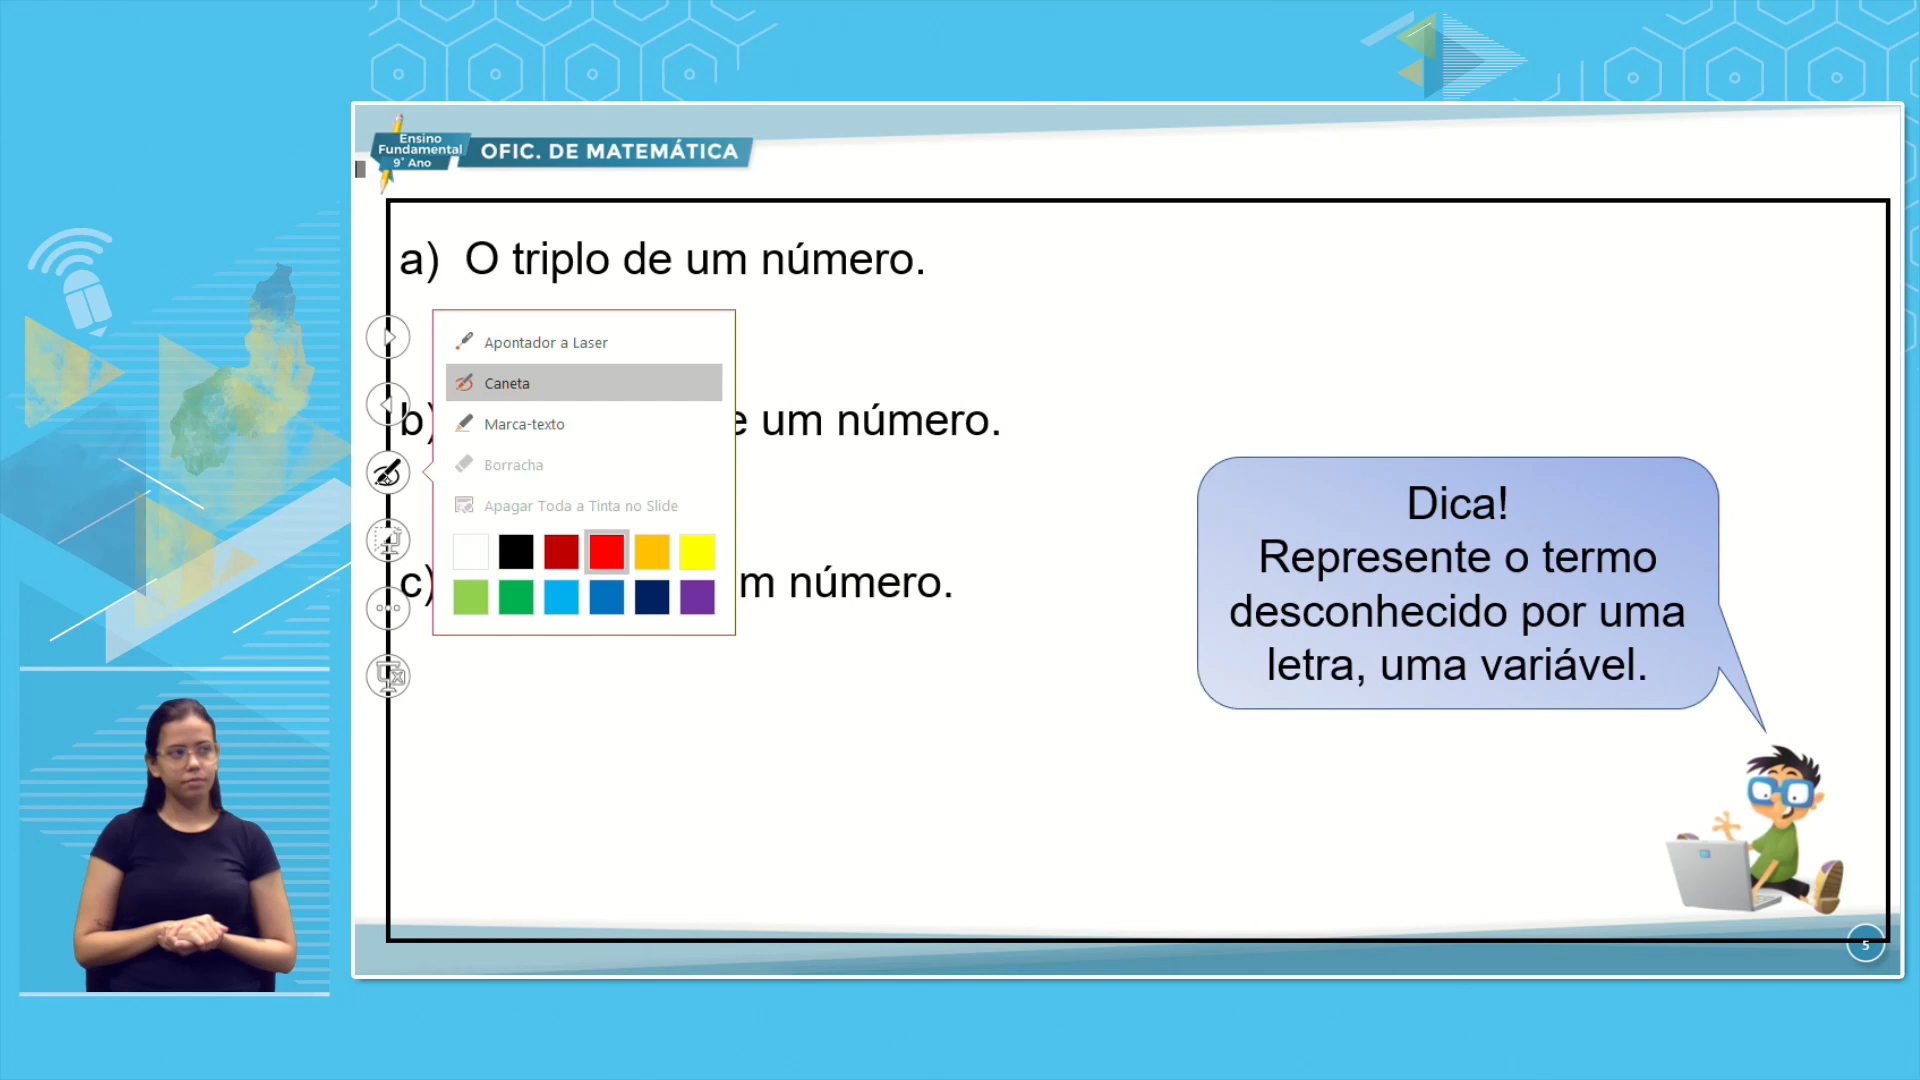 Ensino
Fundamental
9° Ano
OFIC. DE MATEMÁTICA
a) O triplo de um número.
Apontador a Laser
Caneta
Marca-texto
b) e um número.
Borracha
Apagar Toda a Tinta no Slide
c) m número.
Dica!
Represente o termo
desconhecido por uma
letra, uma variável.
5